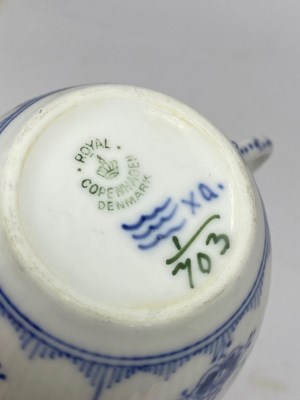 ROYAL
COPENHAGEN
DENMARK
xa.
1/703